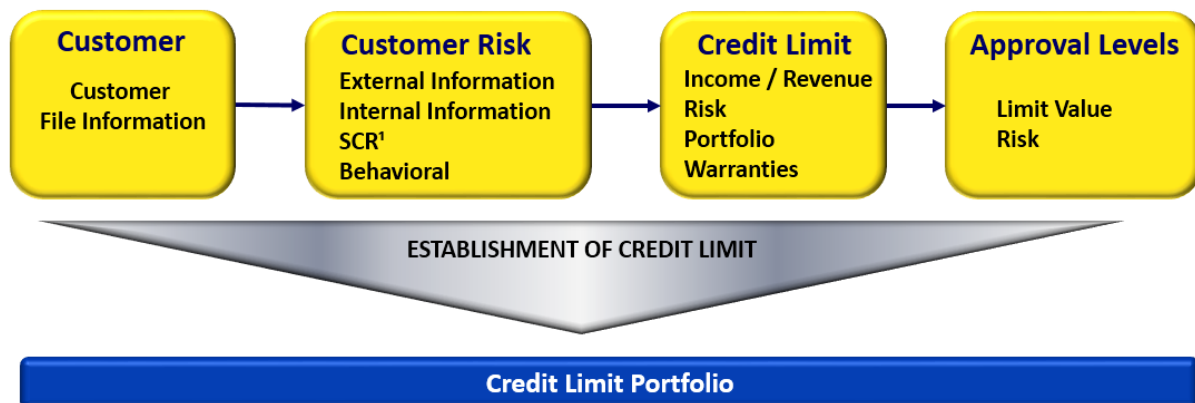 Customer
Customer
File Information
Customer Risk
External Information
Internal Information
SCR¹
Behavioral
Credit Limit
Income / Revenue
Risk
Portfolio
Warranties
Approval Levels
Limit Value
Risk
ESTABLISHMENT OF CREDIT LIMIT
Credit Limit Portfolio